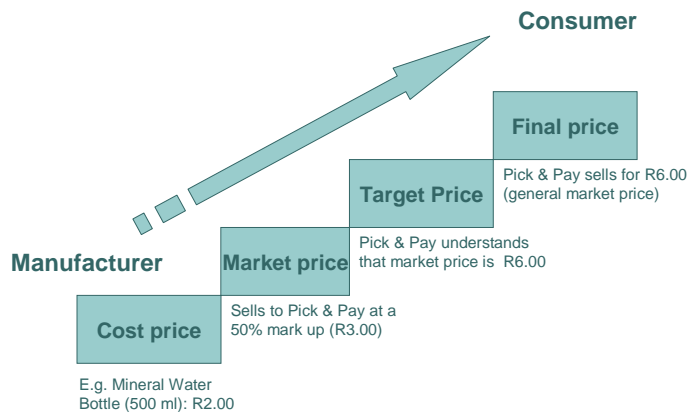 Consumer
Final price
Pick & Pay sells for R6.00
(general market price)
Target Price
Pick & Pay understands
that market price is R6.00
Manufacturer
Market price
Sells to Pick & Pay at a
50% mark up (R3.00)
Cost price
E.g. Mineral Water
Bottle (500 ml): R2.00